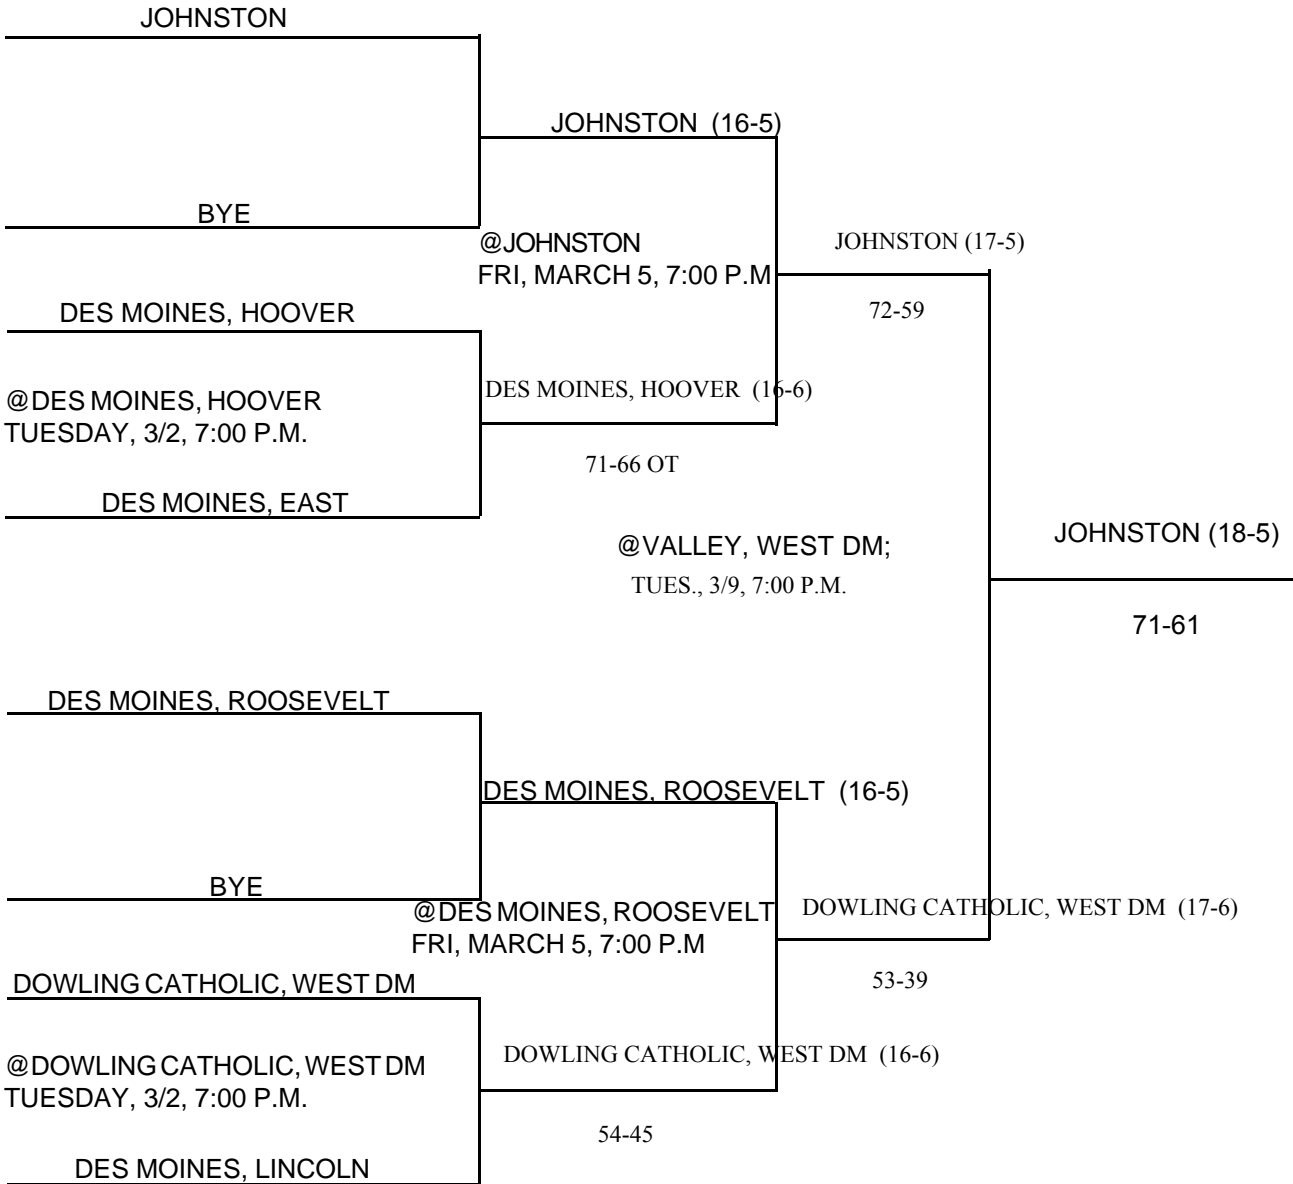 JOHNSTON
JOHNSTON (16-5)
BYE
@JOHNSTON
FRI, MARCH 5, 7:00 P.M
JOHNSTON (17-5)
72-59
DES MOINES, HOOVER
@DES MOINES, HOOVER
TUESDAY, 3/2, 7:00 P.M.
DES MOINES, HOOVER (16-6)
71-66 OT
DES MOINES, EAST
@VALLEY, WEST DM;
TUES., 3/9, 7:00 P.M.
JOHNSTON (18-5)
71-61
DES MOINES, ROOSEVELT
DES MOINES, ROOSEVELT (16-5)
BYE
@DES MOINES, ROOSEVELT
FRI, MARCH 5, 7:00 P.M
DOWLING CATHOLIC, WEST DM (17-6)
53-39
DOWLING CATHOLIC, WEST DM
@DOWLING CATHOLIC, WEST DM
TUESDAY, 3/2, 7:00 P.M.
DOWLING CATHOLIC, WEST DM (16-6)
54-45
DES MOINES, LINCOLN